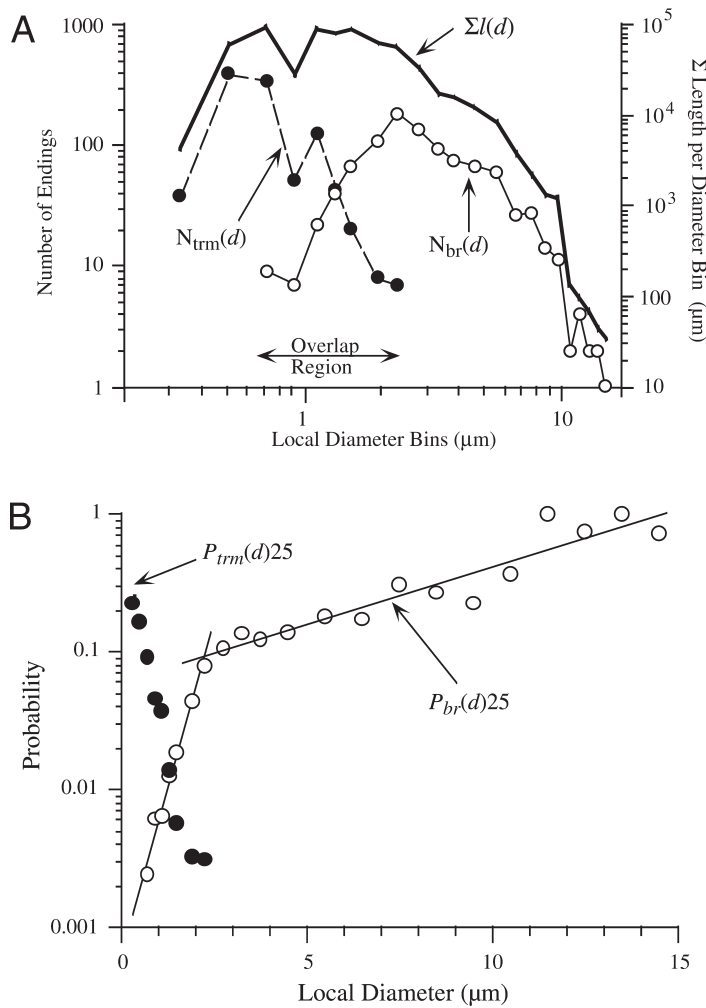 A
1000
100
10
1
Number of Endings
Σl(d)
N_trm(d)
N_br(d)
Overlap
Region
10^5
10^4
10^3
100
10
Σ Length per Diameter
Bin (µm)
1
10
Local Diameter Bins (µm)
B
1
0.1
0.01
0.001
Probability
P_trm(d)25
P_br(d)25
0
5
10
15
Local Diameter (µm)